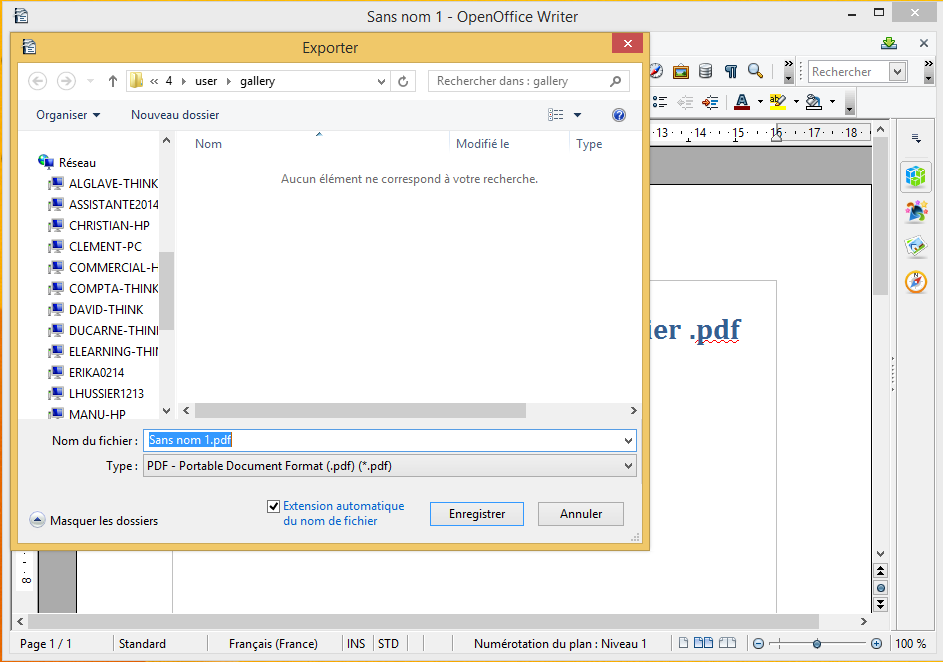 Sans nom 1 - OpenOffice Writer
Exporter
« 4 user gallery
Rechercher dans : gallery
Organiser
Nouveau dossier
Rechercher
Nom
Modifié le
Type
Aucun élément ne correspond à votre recherche.
Réseau
ALGLAVE-THINK
ASSISTANTE2014
CHRISTIAN-HP
CLEMENT-PC
COMMERCIAL-H
COMPTA-THINK
DAVID-THINK
DUCARNE-THIN
ELEARNING-THI
ERIKA0214
LHUSSIER1213
MANU-HP
13 14 15 16 17 18
ier .pdf
Nom du fichier :
Sans nom 1.pdf
Type :
PDF - Portable Document Format (.pdf) (*.pdf)
Extension automatique
du nom de fichier
Enregistrer
Annuler
Masquer les dossiers
8
Page 1 / 1
Standard
Français (France)
INS
STD
Numérotation du plan : Niveau 1
100 %